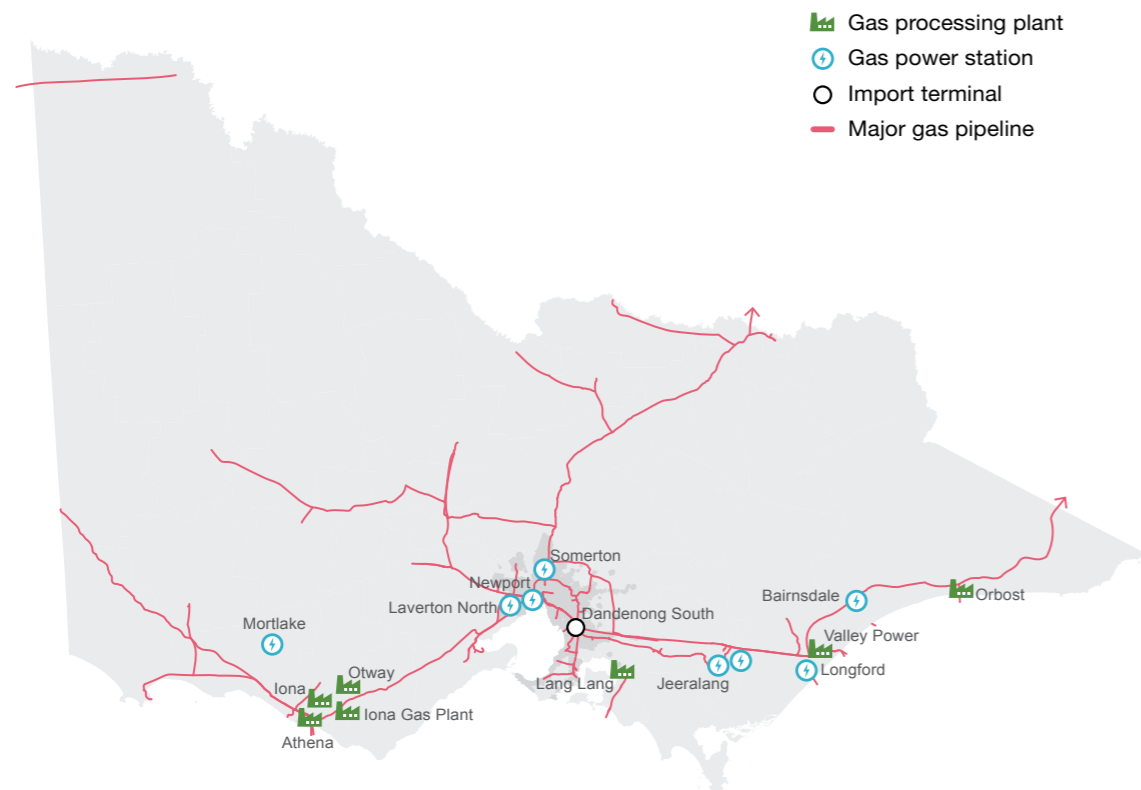 Gas processing plant
Gas power station
Import terminal
Major gas pipeline
Somerton
Newport
Laverton North
Dandenong South
Bairnsdale
Orbost
Mortlake
Valley Power
Longford
Otway
Lang Lang
Jeeralang
Iona
Iona Gas Plant
Athena